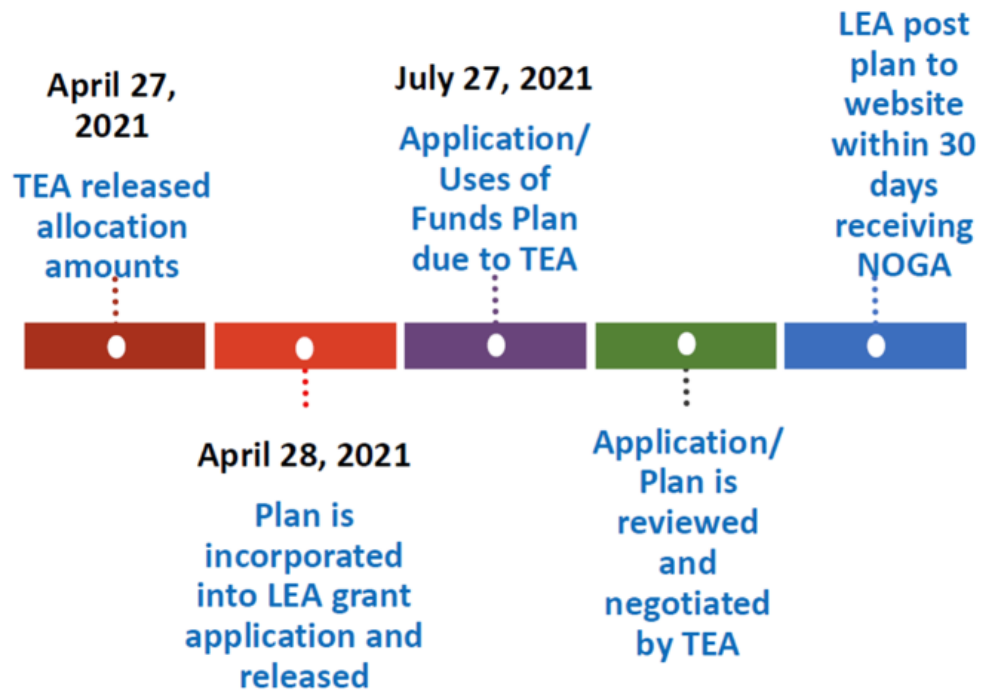 April 27,
2021
TEA released
allocation
amounts
April 28, 2021
Plan is
incorporated
into LEA grant
application and
released
July 27, 2021
Application/
Uses of
Funds Plan
due to TEA
Application/
Plan is
reviewed
and
negotiated
by TEA
LEA post
plan to
website
within 30
days
receiving
NOGA